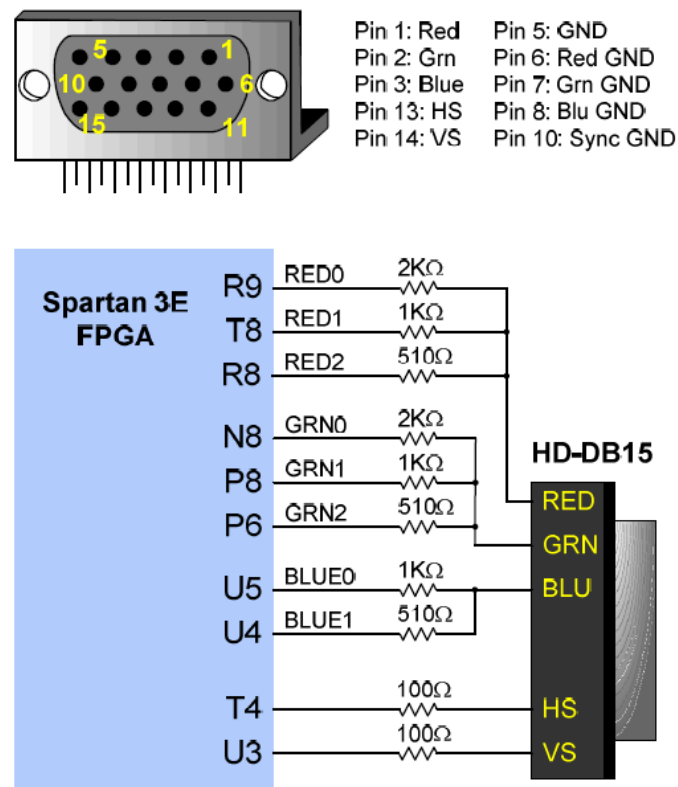 5 1
10 6
15 11
Pin 1: Red Pin 5: GND
Pin 2: Grn Pin 6: Red GND
Pin 3: Blue Pin 7: Grn GND
Pin 13: HS Pin 8: Blu GND
Pin 14: VS Pin 10: Sync GND
Spartan 3E
FPGA
R9 RED0 2KΩ
T8 RED1 1KΩ
R8 RED2 510Ω
N8 GRN0 2KΩ
P8 GRN1 1KΩ
P6 GRN2 510Ω
U5 BLUE0 1KΩ
U4 BLUE1 510Ω
T4 100Ω
U3 100Ω
HD-DB15
RED
GRN
BLU
HS
VS